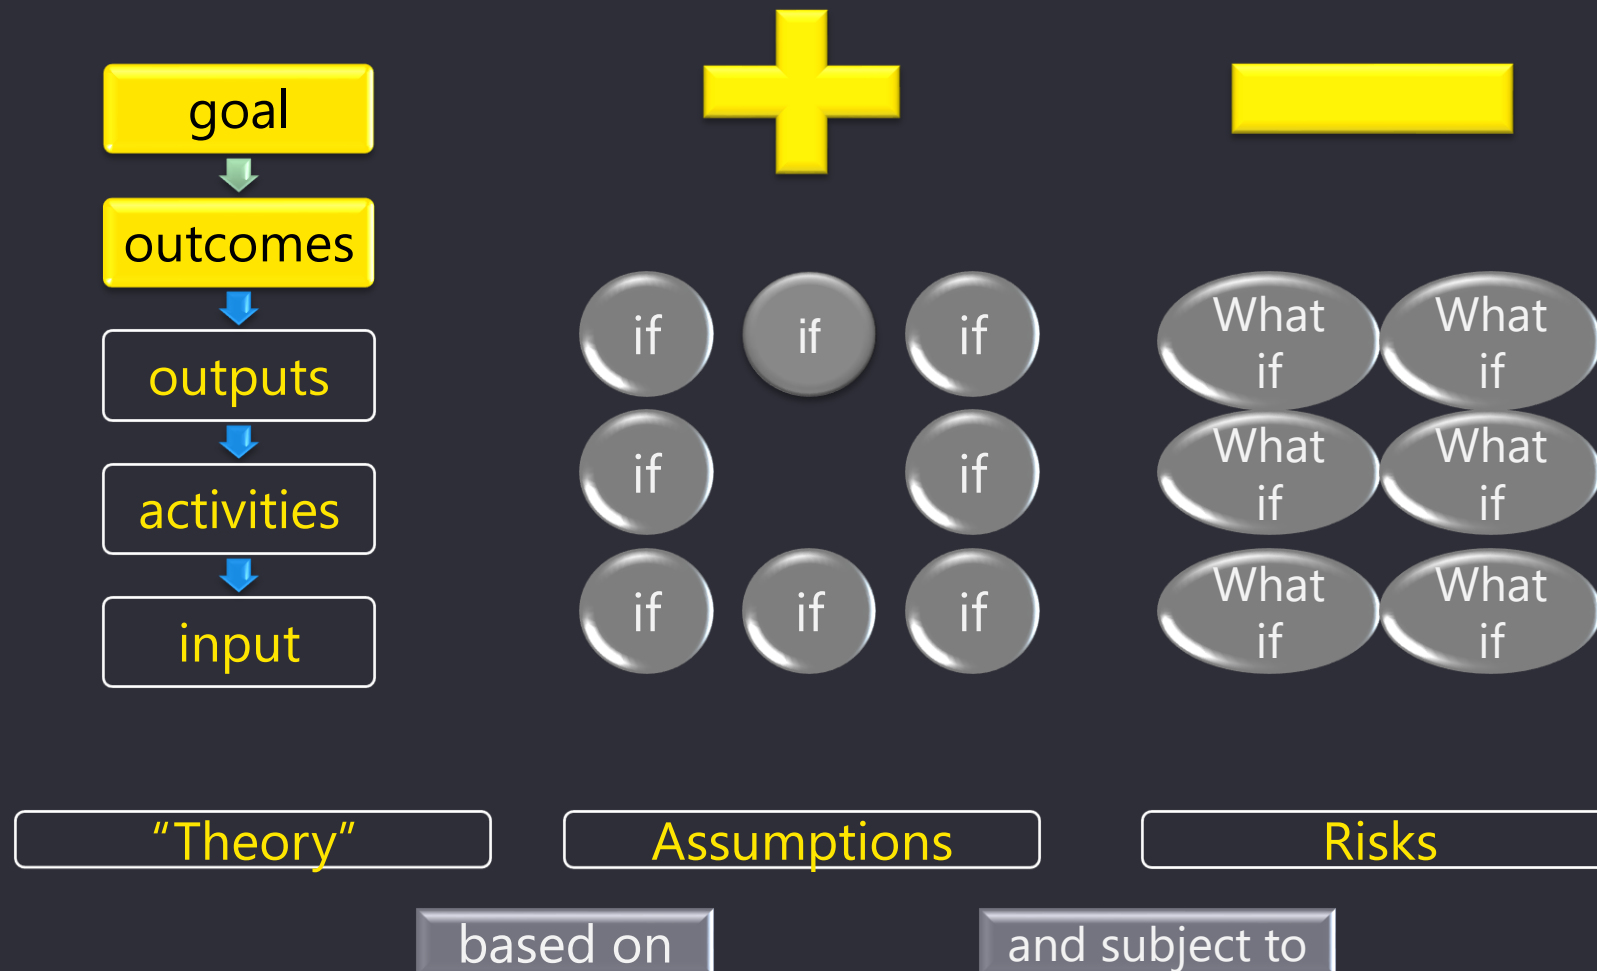 goal
outcomes
outputs
activities
input
if if if
if if
if if if
What What
if if
What What
if if
What What
if if
“Theory” Assumptions Risks
based on and subject to